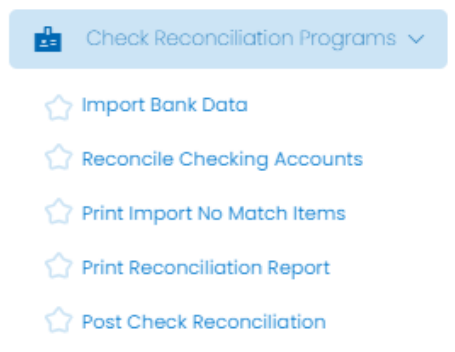 Check Reconciliation Programs
Import Bank Data
Reconcile Checking Accounts
Print Import No Match Items
Print Reconciliation Report
Post Check Reconciliation